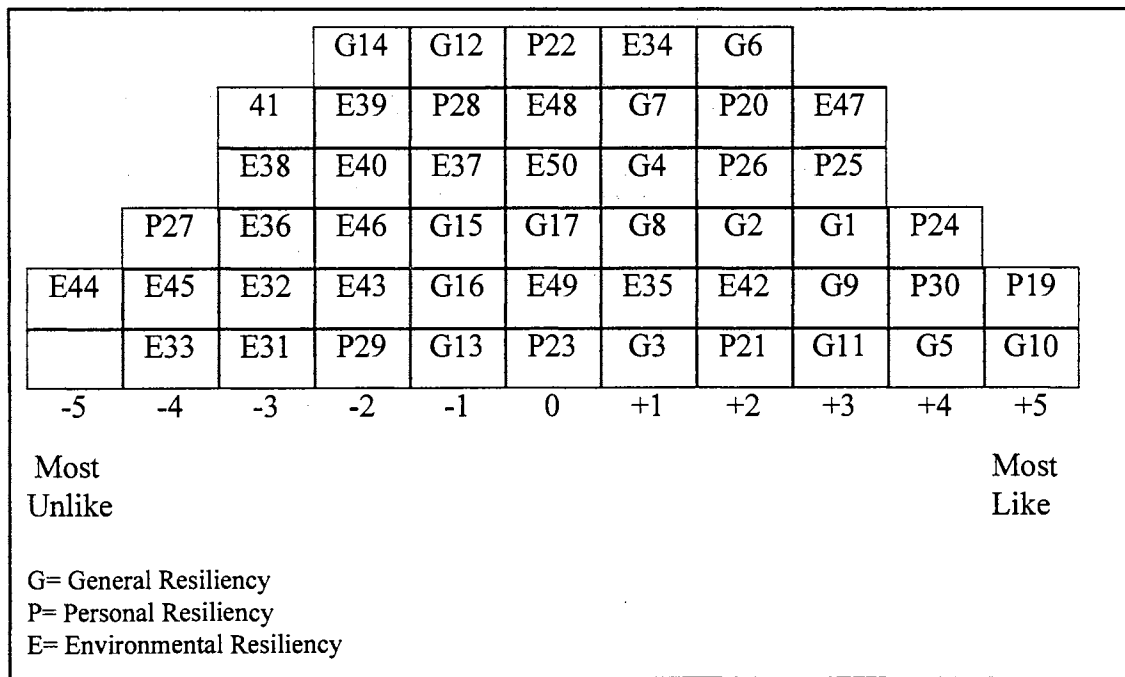 G14 G12 P22 E34 G6
41 E39 P28 E48 G7 P20 E47
E38 E40 E37 E50 G4 P26 P25
P27 E36 E46 G15 G17 G8 G2 G1 P24
E44 E45 E32 E43 G16 E49 E35 E42 G9 P30 P19
E33 E31 P29 G13 P23 G3 P21 G11 G5 G10
-5 -4 -3 -2 -1 0 +1 +2 +3 +4 +5
Most Most
Unlike Like
G= General Resiliency
P= Personal Resiliency
E= Environmental Resiliency